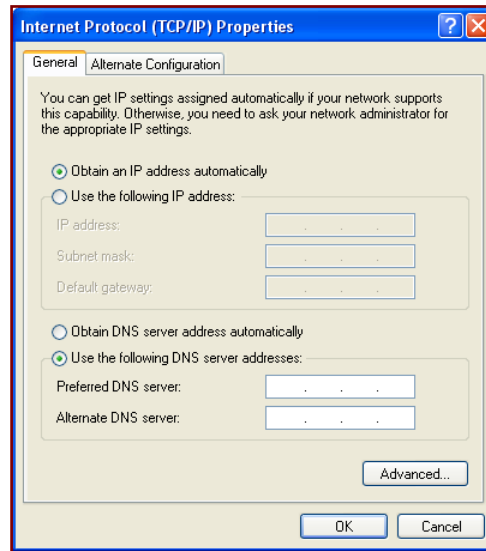 Internet Protocol (TCP/IP) Properties
General
Alternate Configuration
You can get IP settings assigned automatically if your network supports
this capability. Otherwise, you need to ask your network administrator for
the appropriate IP settings.
Obtain an IP address automatically
Use the following IP address:
IP address:
Subnet mask:
Default gateway:
Obtain DNS server address automatically
Use the following DNS server addresses:
Preferred DNS server:
Alternate DNS server:
Advanced...
OK
Cancel